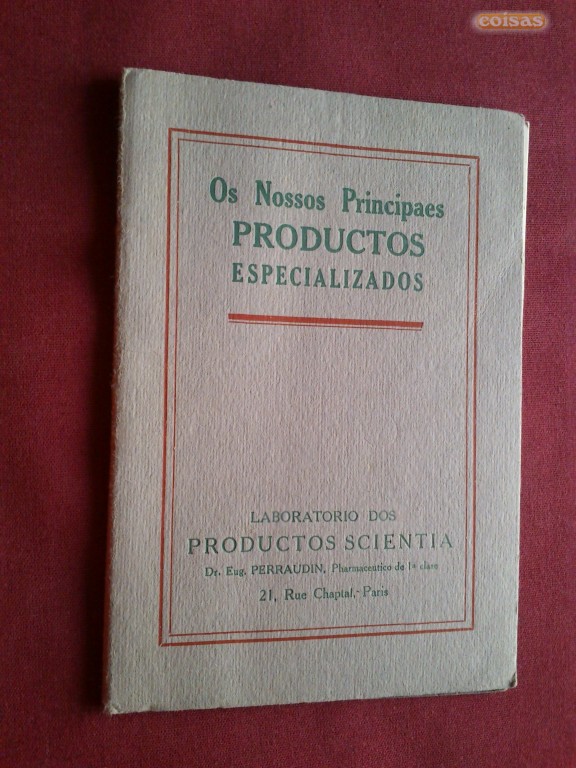 coisas
Os Nossos Principaes
PRODUCTOS
ESPECIALIZADOS
LABORATORIO DOS
PRODUCTOS SCIENTIA
Dr. Eug. PERRAUDIN, Pharmaceutico de 1ª classe
21, Rue Chaptal,-Paris